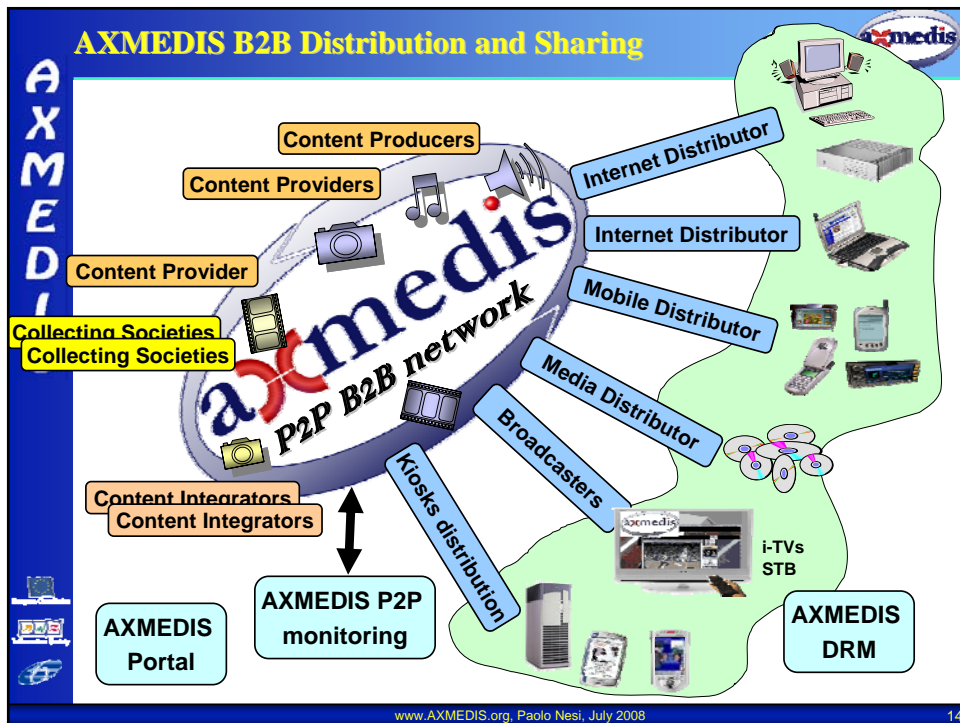 AXMEDIS B2B Distribution and Sharing
axmedis
AXMEDIS
Content Producers
Content Providers
Content Provider
Collecting Societies
Collecting Societies
Content Integrators
Content Integrators
axmedis
P2P B2B network
Internet Distributor
Internet Distributor
Mobile Distributor
Media Distributor
Broadcasters
Kiosks distribution
axmedis
i-TVs
STB
AXMEDIS
Portal
AXMEDIS P2P
monitoring
AXMEDIS
DRM
www.AXMEDIS.org, Paolo Nesi, July 2008
14